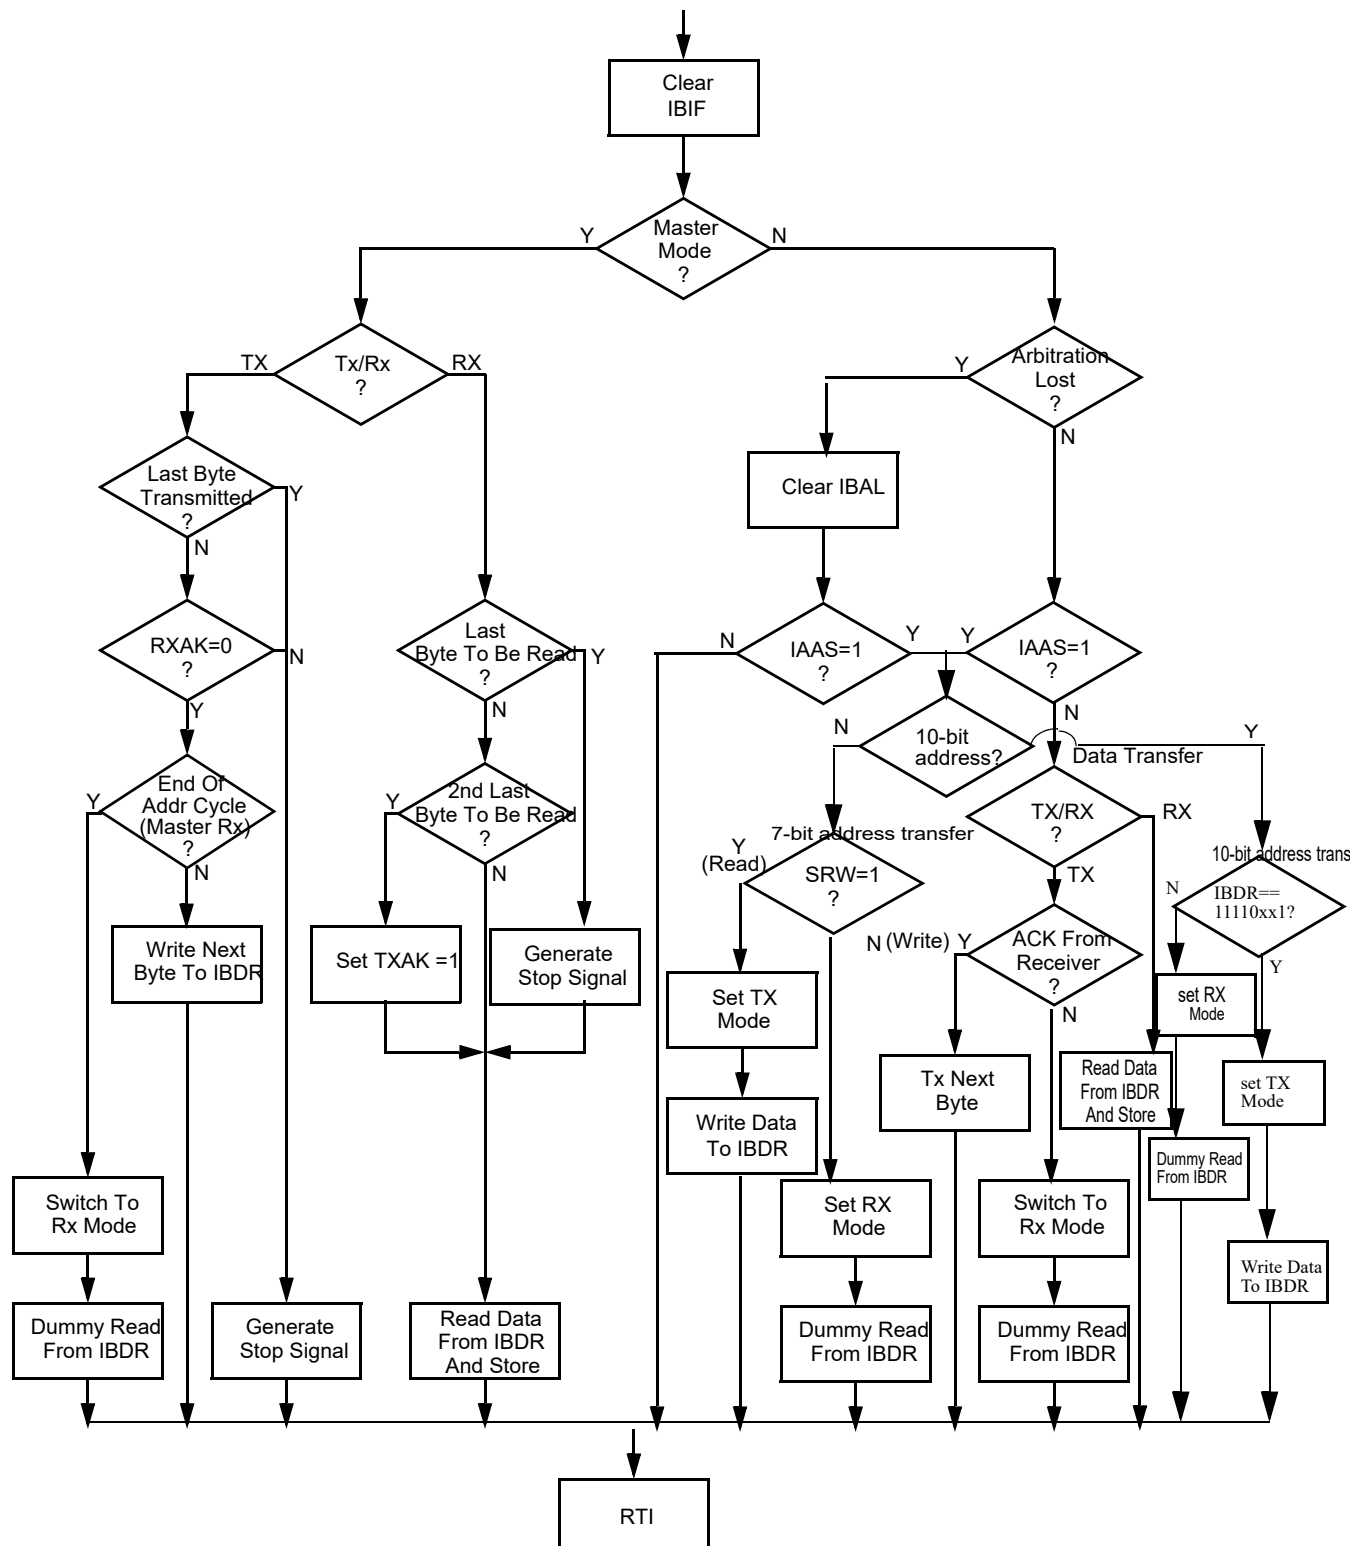 Clear
IBIF
Master
Mode
?
Y
N
Tx/Rx
?
TX
RX
Arbitration
Lost
?
Y
N
Last Byte
Transmitted
?
Y
N
Clear IBAL
RXAK=0
?
N
Y
Last
Byte To Be Read
?
Y
N
IAAS=1
?
N
Y
IAAS=1
?
Y
N
10-bit
address?
N
Y
Data Transfer
End Of
Addr Cycle
(Master Rx)
?
Y
N
2nd Last
Byte To Be Read
?
Y
N
7-bit address transfer
SRW=1
?
Y
(Read)
N (Write)
TX/RX
?
RX
TX
10-bit address trans
IBDR==
11110xx1?
N
Y
Write Next
Byte To IBDR
Set TXAK =1
Generate
Stop Signal
Set TX
Mode
ACK From
Receiver
?
Y
N
set RX
Mode
Tx Next
Byte
Read Data
From IBDR
And Store
set TX
Mode
Write Data
To IBDR
Dummy Read
From IBDR
Switch To
Rx Mode
Set RX
Mode
Switch To
Rx Mode
Write Data
To IBDR
Dummy Read
From IBDR
Generate
Stop Signal
Read Data
From IBDR
And Store
Dummy Read
From IBDR
Dummy Read
From IBDR
RTI